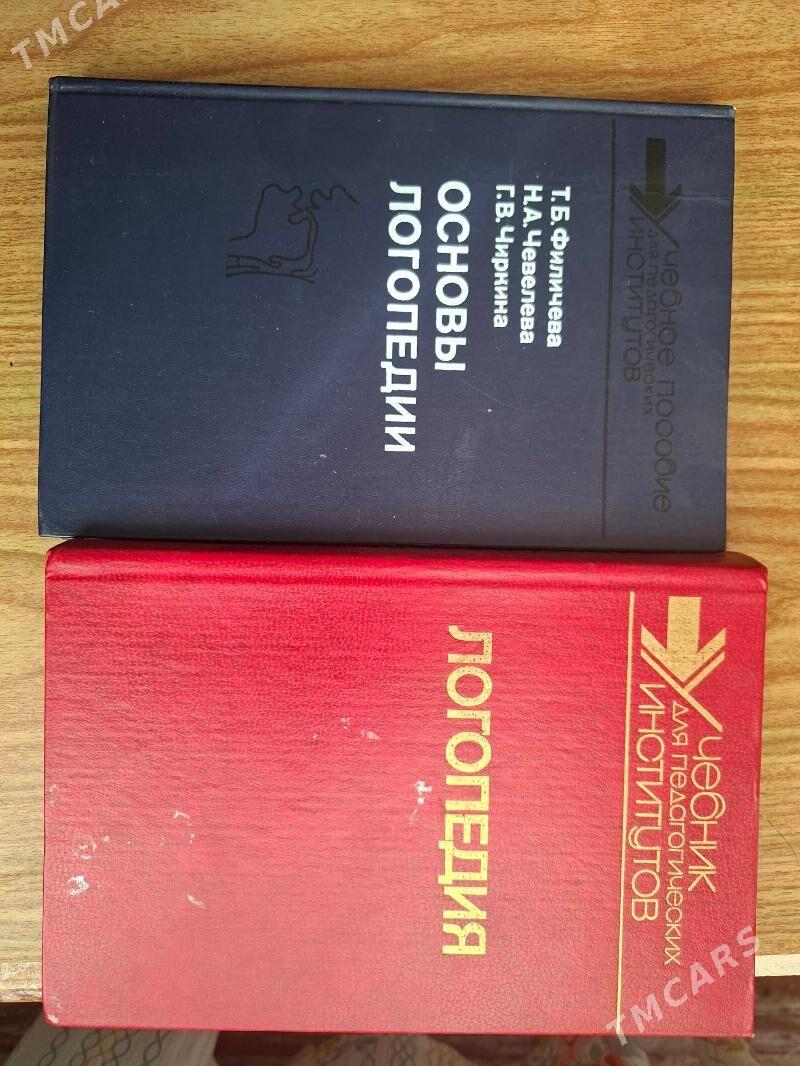 TMCARS
Учебное пособие
для педагогических
институтов
Т.Б.Филичева
Н.А.Чевелева
Г.В.Чиркина
ОСНОВЫ
ЛОГОПЕДИИ
Учебник
для педагогических
институтов
ЛОГОПЕДИЯ
TMCARS